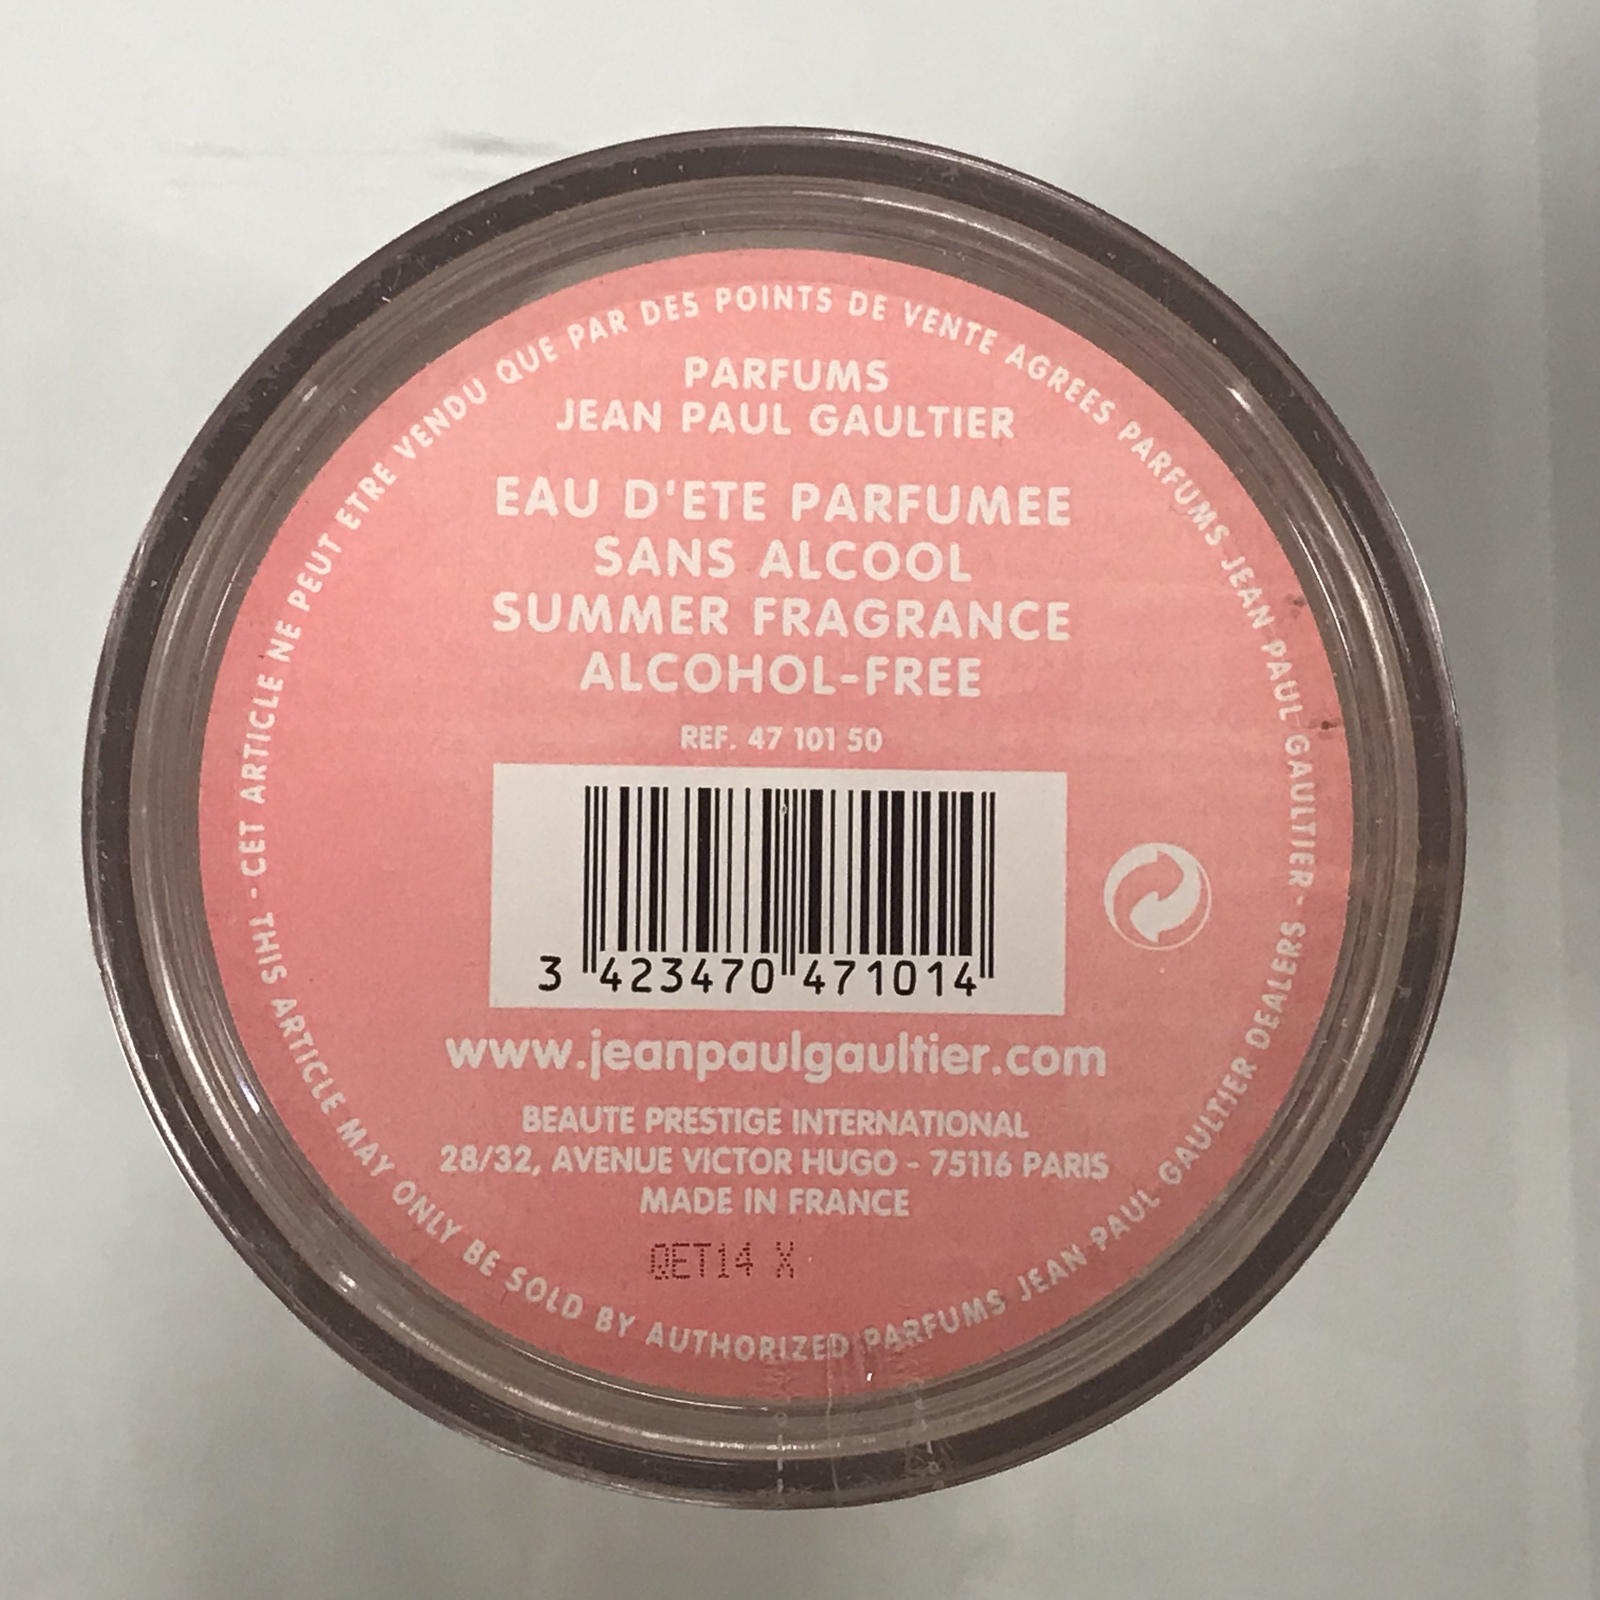 CET ARTICLE NE PEUT ETRE VENDU QUE PAR DES POINTS DE VENTE AGREES PARFUMS JEAN PAUL GAULTIER -
THIS ARTICLE MAY ONLY BE SOLD BY AUTHORIZED PARFUMS JEAN PAUL GAULTIER DEALERS -
PARFUMS
JEAN PAUL GAULTIER
EAU D'ETE PARFUMEE
SANS ALCOOL
SUMMER FRAGRANCE
ALCOHOL-FREE
REF. 47 101 50
3 423470 471014
www.jeanpaulgaultier.com
BEAUTE PRESTIGE INTERNATIONAL
28/32, AVENUE VICTOR HUGO - 75116 PARIS
MADE IN FRANCE
QET14 X